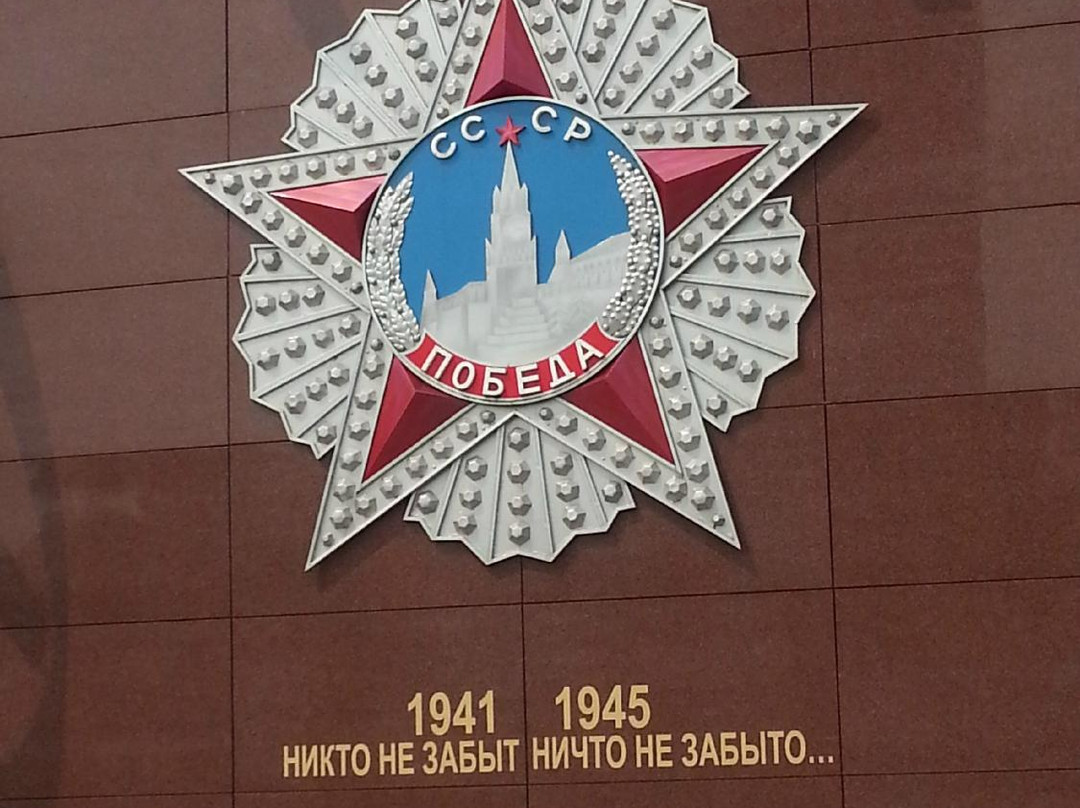 СССР
ПОБЕДА
1941 1945
НИКТО НЕ ЗАБЫТ НИЧТО НЕ ЗАБЫТО...